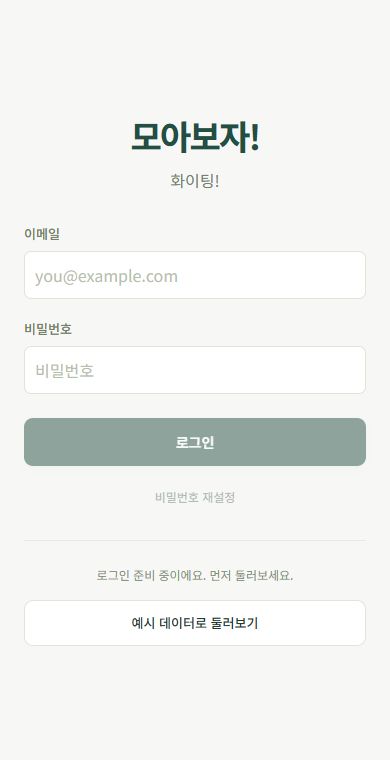 모아보자!
화이팅!
이메일
you@example.com
비밀번호
비밀번호
로그인
비밀번호 재설정
로그인 준비 중이에요. 먼저 둘러보세요.
예시 데이터로 둘러보기